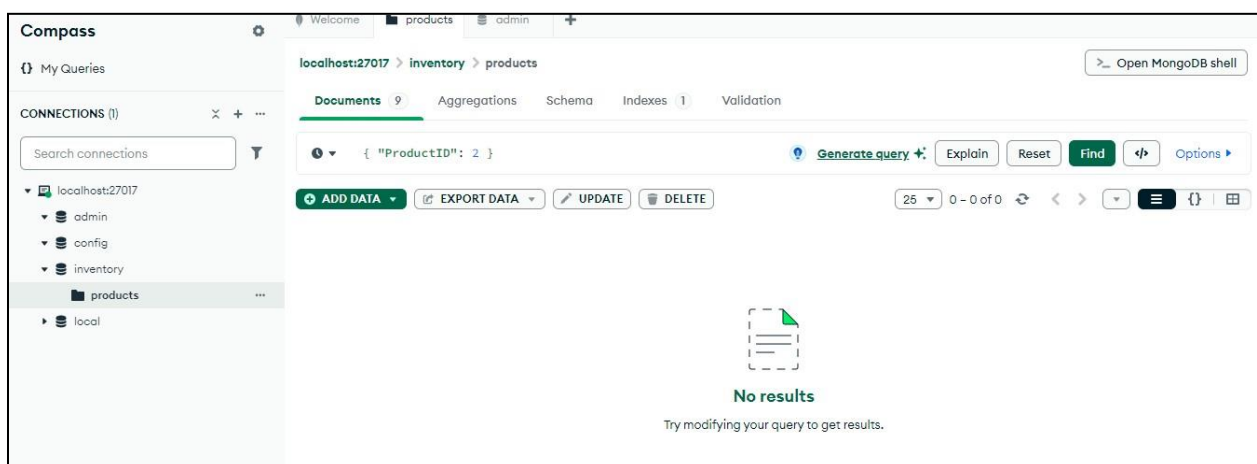 Compass
{} My Queries
CONNECTIONS (1)
Search connections
localhost:27017
admin
config
inventory
products
local
Welcome products admin
localhost:27017 > inventory > products
>_ Open MongoDB shell
Documents 9 Aggregations Schema Indexes 1 Validation
{ "ProductID": 2 }
Generate query Explain Reset Find </> Options
ADD DATA EXPORT DATA UPDATE DELETE
25 0 – 0 of 0 {}
No results
Try modifying your query to get results.